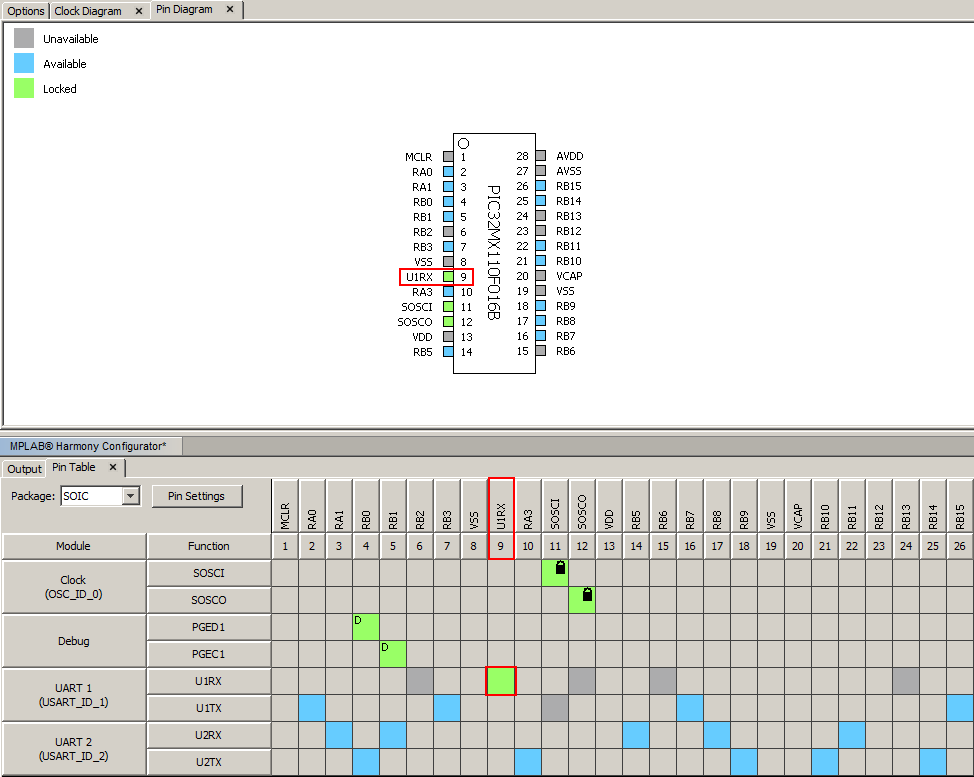 Options Clock Diagram × Pin Diagram ×
Unavailable
Available
Locked
MCLR 1 28 AVDD
RA0 2 27 AVSS
RA1 3 26 RB15
RB0 4 25 RB14
RB1 5 24 RB13
RB2 6 23 RB12
RB3 7 22 RB11
VSS 8 21 RB10
U1RX 9 20 VCAP
RA3 10 19 VSS
SOSCI 11 18 RB9
SOSCO 12 17 RB8
VDD 13 16 RB7
RB5 14 15 RB6
PIC32MX110F016B
MPLAB® Harmony Configurator*
Output Pin Table ×
Package: SOIC Pin Settings
MCLR RA0 RA1 RB0 RB1 RB2 RB3 VSS U1RX RA3 SOSCI SOSCO VDD RB5 RB6 RB7 RB8 RB9 VSS VCAP RB10 RB11 RB12 RB13 RB14 RB15
Module Function 1 2 3 4 5 6 7 8 9 10 11 12 13 14 15 16 17 18 19 20 21 22 23 24 25 26
Clock
(OSC_ID_0)
SOSCI
SOSCO
Debug
PGED1 D
PGEC1 D
UART 1
(USART_ID_1)
U1RX
U1TX
UART 2
(USART_ID_2)
U2RX
U2TX